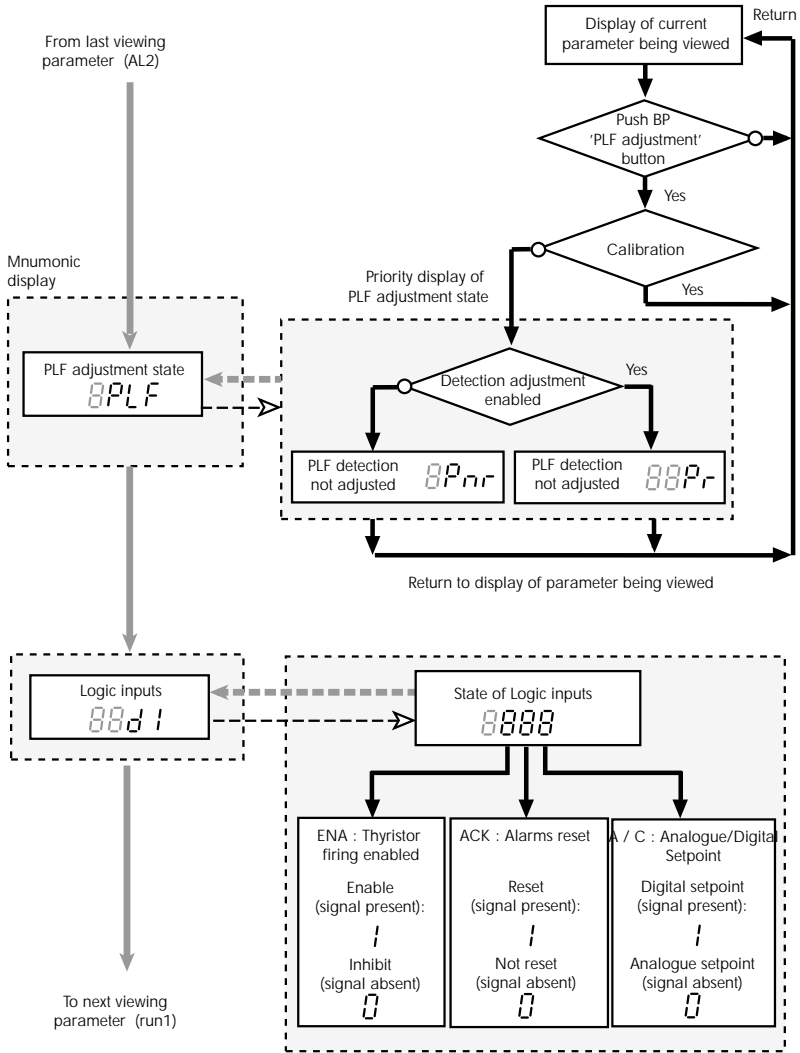 Display of current
parameter being viewed
Return
From last viewing
parameter (AL2)
Push BP
'PLF adjustment'
button
Yes
Calibration
Yes
Mnumonic
display
Priority display of
PLF adjustment state
PLF adjustment state
8PLF
Detection adjustment
enabled
Yes
PLF detection
not adjusted
8Pnr
PLF detection
not adjusted
88Pr
Return to display of parameter being viewed
Logic inputs
88dI
State of Logic inputs
8888
ENA : Thyristor
firing enabled
Enable
(signal present):
1
Inhibit
(signal absent)
0
ACK : Alarms reset
Reset
(signal present):
1
Not reset
(signal absent)
0
A / C : Analogue/Digital
Setpoint
Digital setpoint
(signal present):
1
Analogue setpoint
(signal absent)
0
To next viewing
parameter (run1)